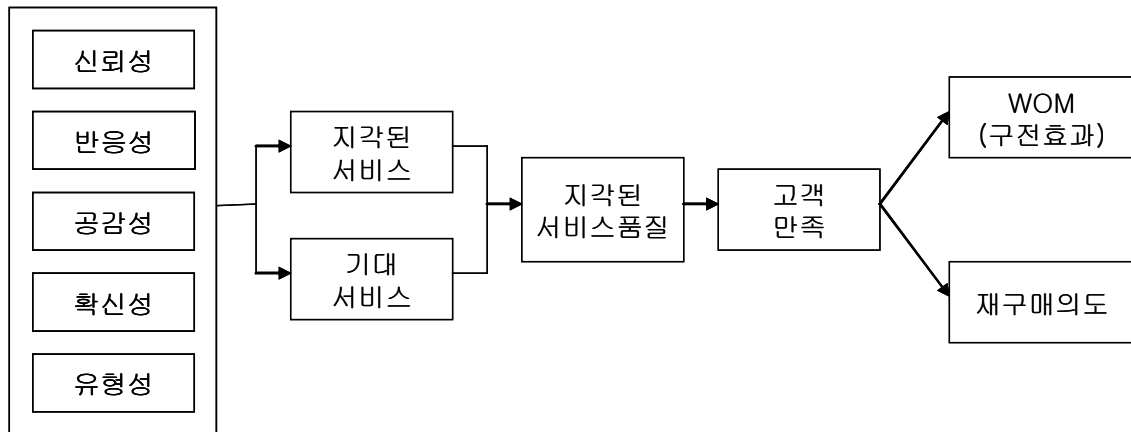 신뢰성
반응성
공감성
확신성
유형성
지각된
서비스
기대
서비스
지각된
서비스품질
고객
만족
WOM
(구전효과)
재구매의도